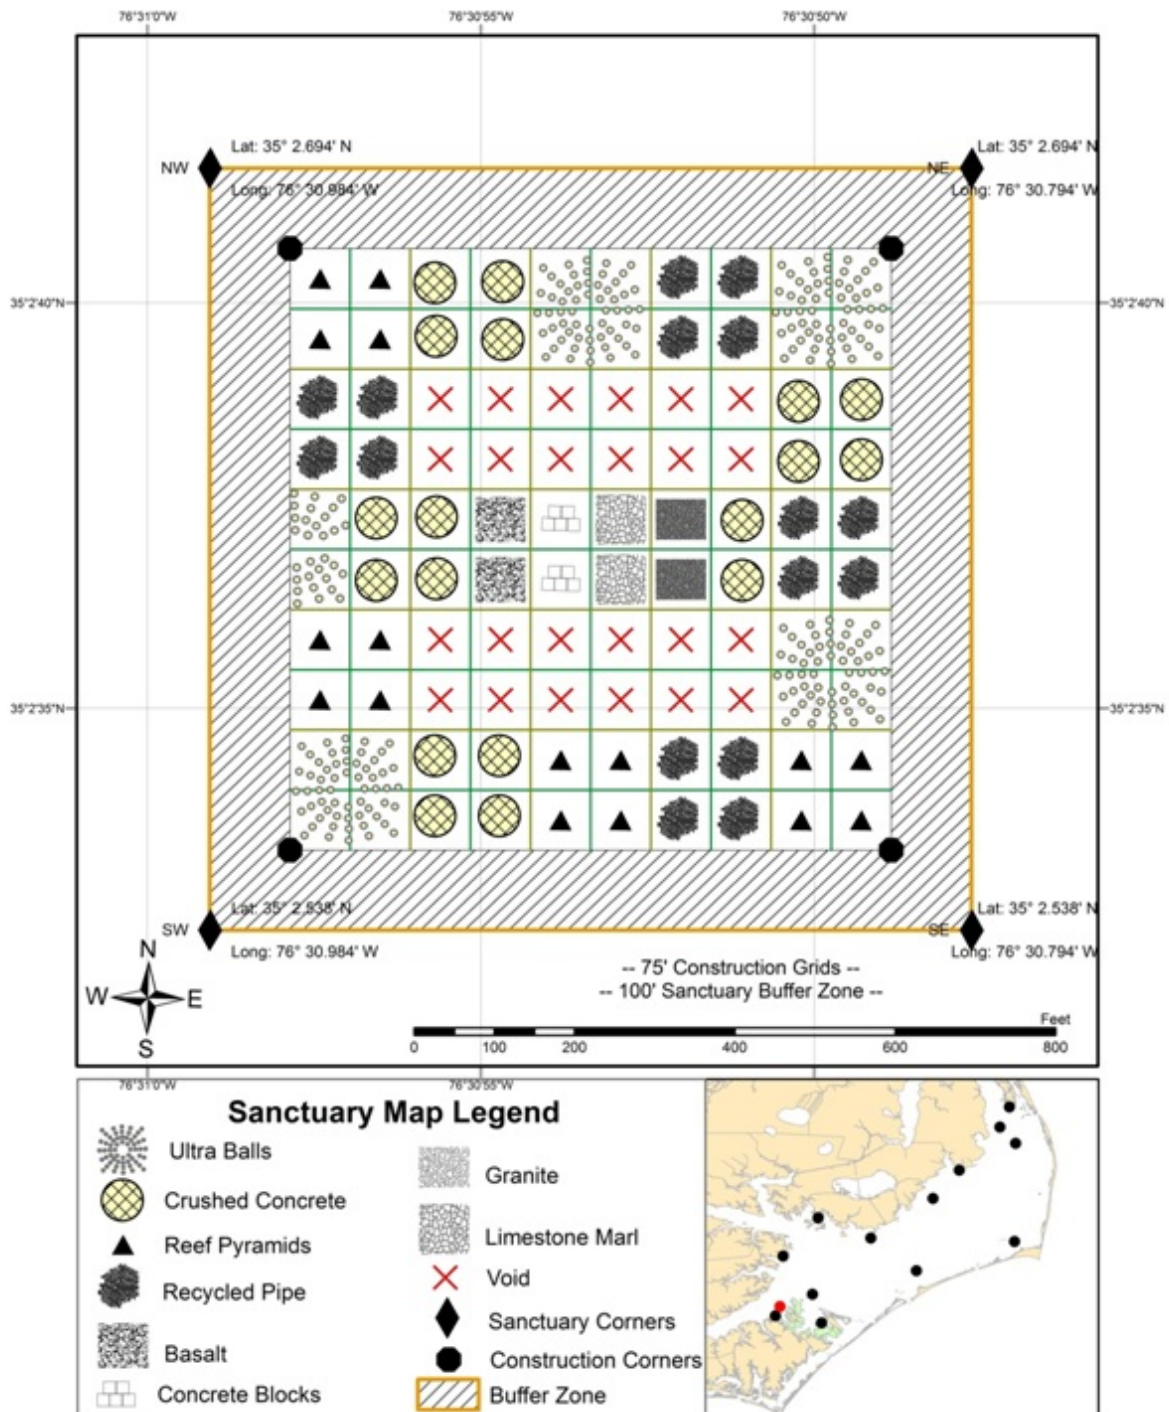 76°31'0"W 76°30'55"W 76°30'50"W
Lat: 35° 2.694' N Lat: 35° 2.694' N
NW NE
Long: 76° 30.984' W Long: 76° 30.794' W
35°2'40"N 35°2'40"N
35°2'35"N 35°2'35"N
Lat: 35° 2.538' N Lat: 35° 2.538' N
SW SE
Long: 76° 30.984' W Long: 76° 30.794' W
N
W E
S
-- 75' Construction Grids --
-- 100' Sanctuary Buffer Zone --
Feet
0 100 200 400 600 800
76°31'0"W 76°30'55"W
Sanctuary Map Legend
Ultra Balls
Crushed Concrete
Reef Pyramids
Recycled Pipe
Basalt
Concrete Blocks
Granite
Limestone Marl
Void
Sanctuary Corners
Construction Corners
Buffer Zone